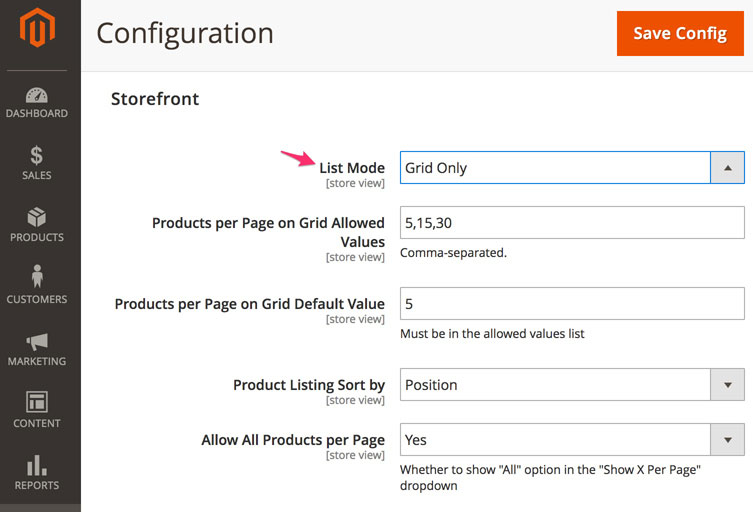 Configuration
Save Config
DASHBOARD
SALES
PRODUCTS
CUSTOMERS
MARKETING
CONTENT
REPORTS
Storefront
List Mode
[store view]
Grid Only
Products per Page on Grid Allowed
Values
[store view]
5,15,30
Comma-separated.
Products per Page on Grid Default Value
[store view]
5
Must be in the allowed values list
Product Listing Sort by
[store view]
Position
Allow All Products per Page
[store view]
Yes
Whether to show "All" option in the "Show X Per Page"
dropdown